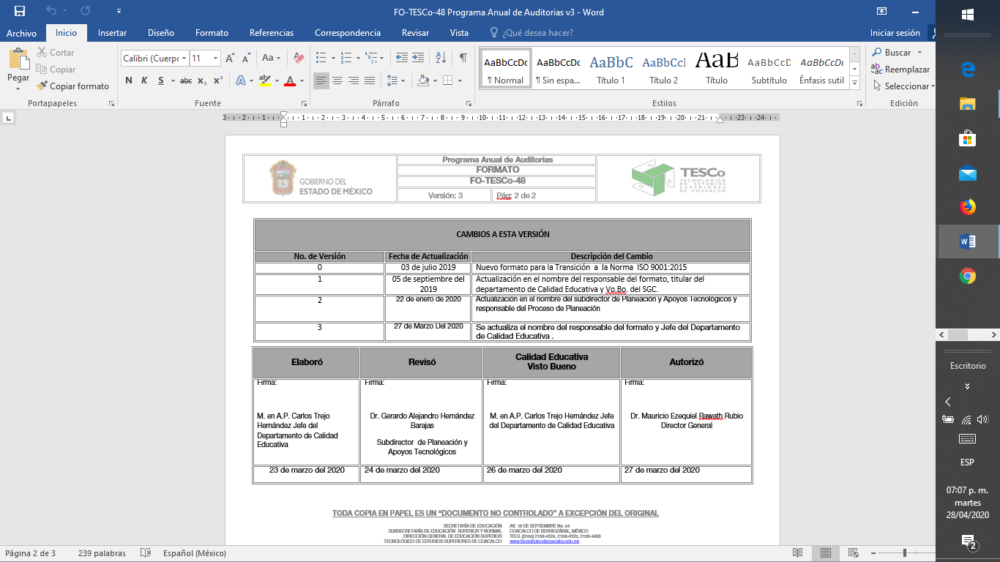 FO-TESCo-48 Programa Anual de Auditorias v3 - Word
Archivo Inicio Insertar Diseño Formato Referencias Correspondencia Revisar Vista ¿Qué desea hacer? Iniciar sesión
Pegar
Cortar
Copiar
Copiar formato
Portapapeles
Calibri (Cuerpo 11
Aa
N K S abc x₂ x²
Fuente
Párrafo
AaBbCcDc AaBbCcDc AaBbC AaBbCcI AaB AaBbCcD AaBbCcDc
¶ Normal ¶ Sin espa... Título 1 Título 2 Título Subtítulo Énfasis sutil
Estilos
Buscar
Reemplazar
Seleccionar
Edición
3 2 1 1 2 3 4 5 6 7 8 9 10 11 12 13 14 15 16 17 18 19 20 21 23 24
GOBIERNO DEL
ESTADO DE MÉXICO
Programa Anual de Auditorias
FORMATO
FO-TESCo-48
Versión: 3 Pág: 2 de 2
TESCo
TECNOLÓGICO
DE ESTUDIOS
SUPERIORES
DE COACALCO
CAMBIOS A ESTA VERSIÓN
No. de Versión Fecha de Actualización Descripción del Cambio
0 03 de julio 2019 Nuevo formato para la Transición a la Norma ISO 9001:2015
1 05 de septiembre del 2019 Actualización en el nombre del responsable del formato, titular del
departamento de Calidad Educativa y Vo.Bo. del SGC.
2 22 de enero de 2020 Actualización en el nombre del subdirector de Planeación y Apoyos Tecnológicos y
responsable del Proceso de Planeación
3 27 de Marzo Del 2020 Se actualiza el nombre del responsable del formato y Jefe del Departamento
de Calidad Educativa .
Elaboró Revisó Calidad Educativa
Visto Bueno Autorizó
Firma: Firma: Firma: Firma:
M. en A.P. Carlos Trejo
Hernández Jefe del
Departamento de Calidad
Educativa
Dr. Gerardo Alejandro Hernández
Barajas
Subdirector de Planeación y
Apoyos Tecnológicos
M. en A.P. Carlos Trejo Hernández Jefe
del Departamento de Calidad Educativa
Dr. Mauricio Ezequiel Rawath Rubio
Director General
23 de marzo del 2020 24 de marzo del 2020 26 de marzo del 2020 27 de marzo del 2020
TODA COPIA EN PAPEL ES UN “DOCUMENTO NO CONTROLADO” A EXCEPCIÓN DEL ORIGINAL
SECRETARÍA DE EDUCACIÓN
SUBSECRETARÍA DE EDUCACIÓN SUPERIOR Y NORMAL
DIRECCIÓN GENERAL DE EDUCACIÓN SUPERIOR
TECNOLÓGICO DE ESTUDIOS SUPERIORES DE COACALCO
AV. 16 DE SEPTIEMBRE No. 54
COACALCO DE BERRIOZÁBAL, MÉXICO
TELS. (0155) 2159-4324, 2159-4325, 2159-4468
www.tecnologicodecoacalco.edu.mx
Página 2 de 3 239 palabras Español (México)
Escritorio
ESP
07:07 p. m.
martes
28/04/2020
2